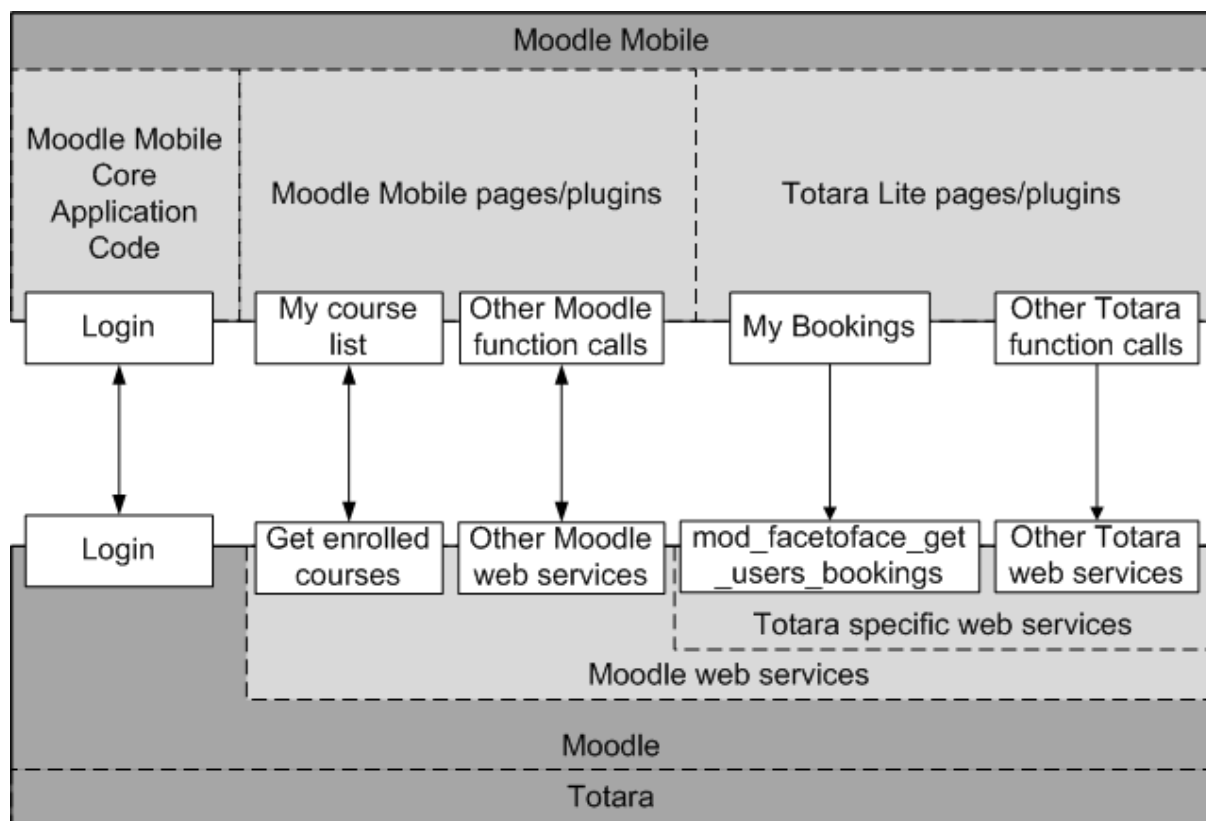 Moodle Mobile
Moodle Mobile
Core
Application
Code
Moodle Mobile pages/plugins
Totara Lite pages/plugins
Login
My course
list
Other Moodle
function calls
My Bookings
Other Totara
function calls
Login
Get enrolled
courses
Other Moodle
web services
mod_facetoface_get
_users_bookings
Other Totara
web services
Totara specific web services
Moodle web services
Moodle
Totara